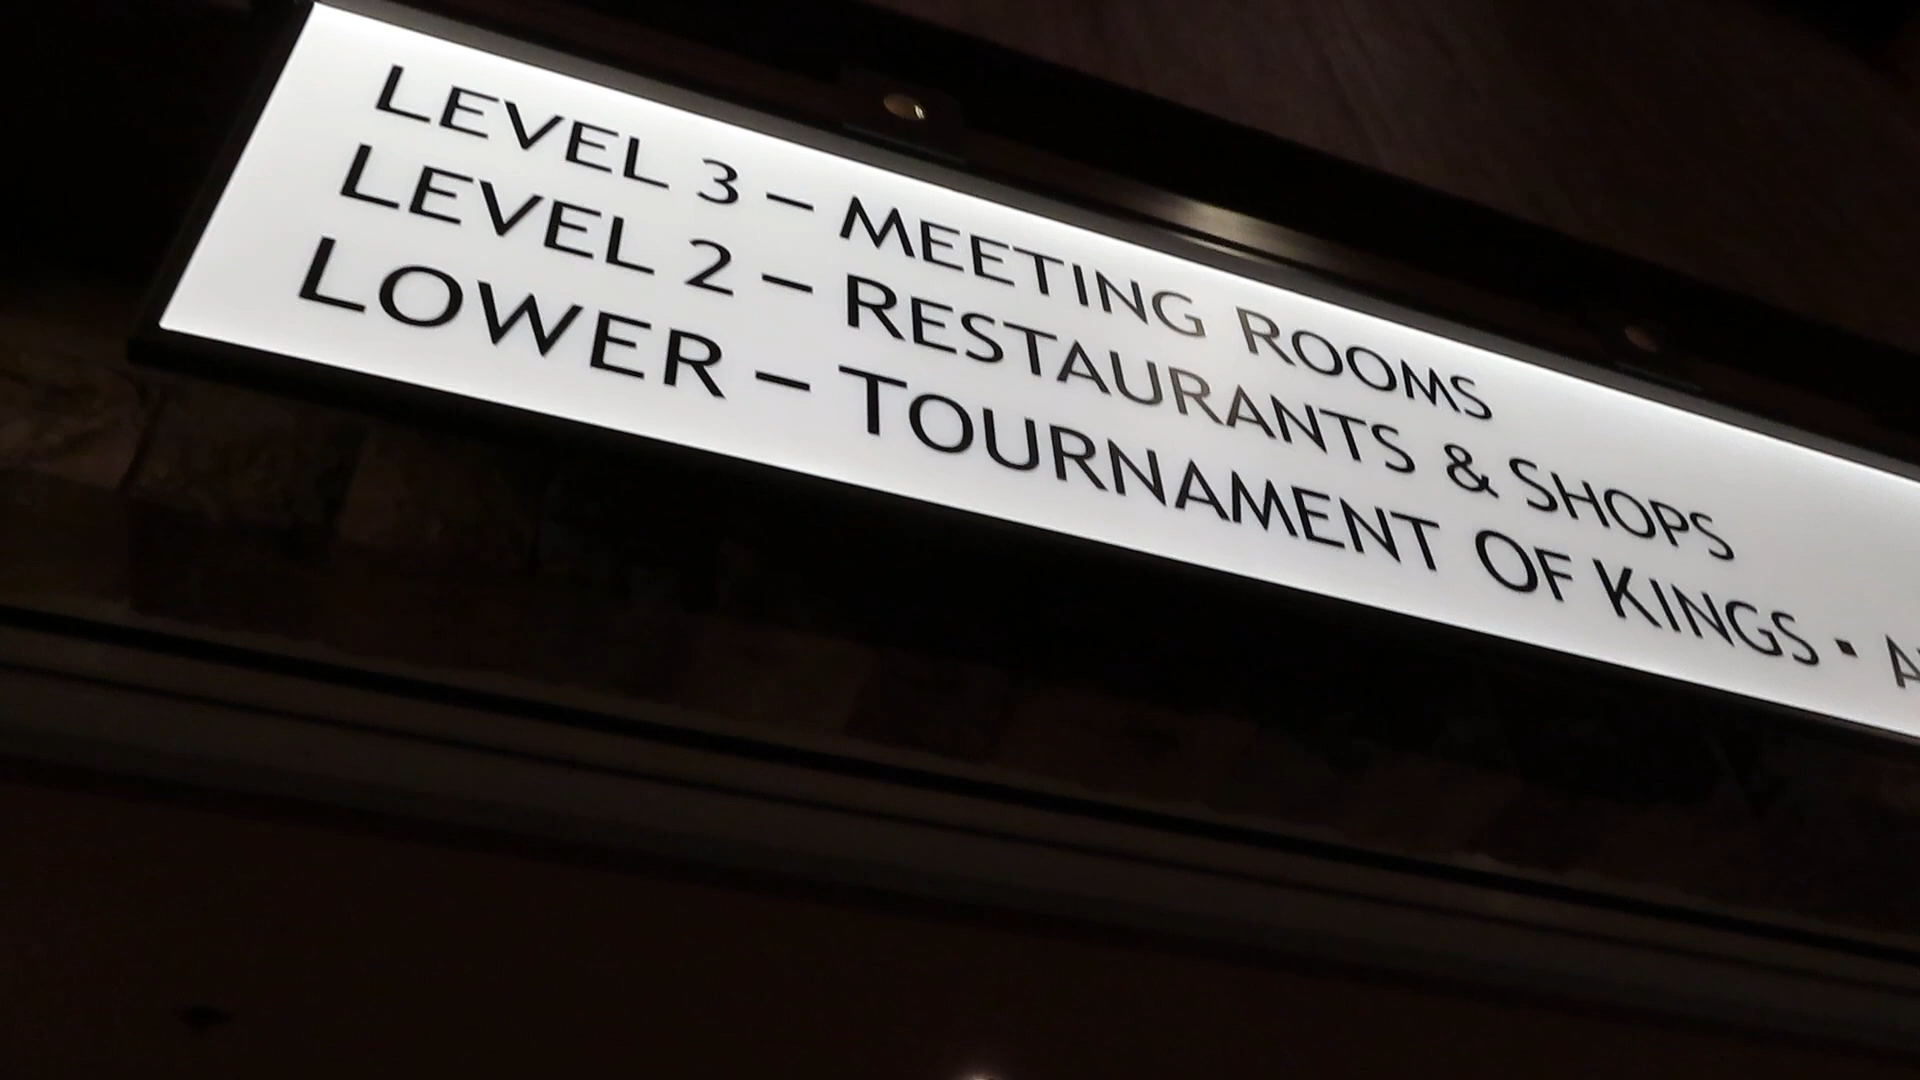 LEVEL 3 – MEETING ROOMS
LEVEL 2 – RESTAURANTS & SHOPS
LOWER – TOURNAMENT OF KINGS ▪